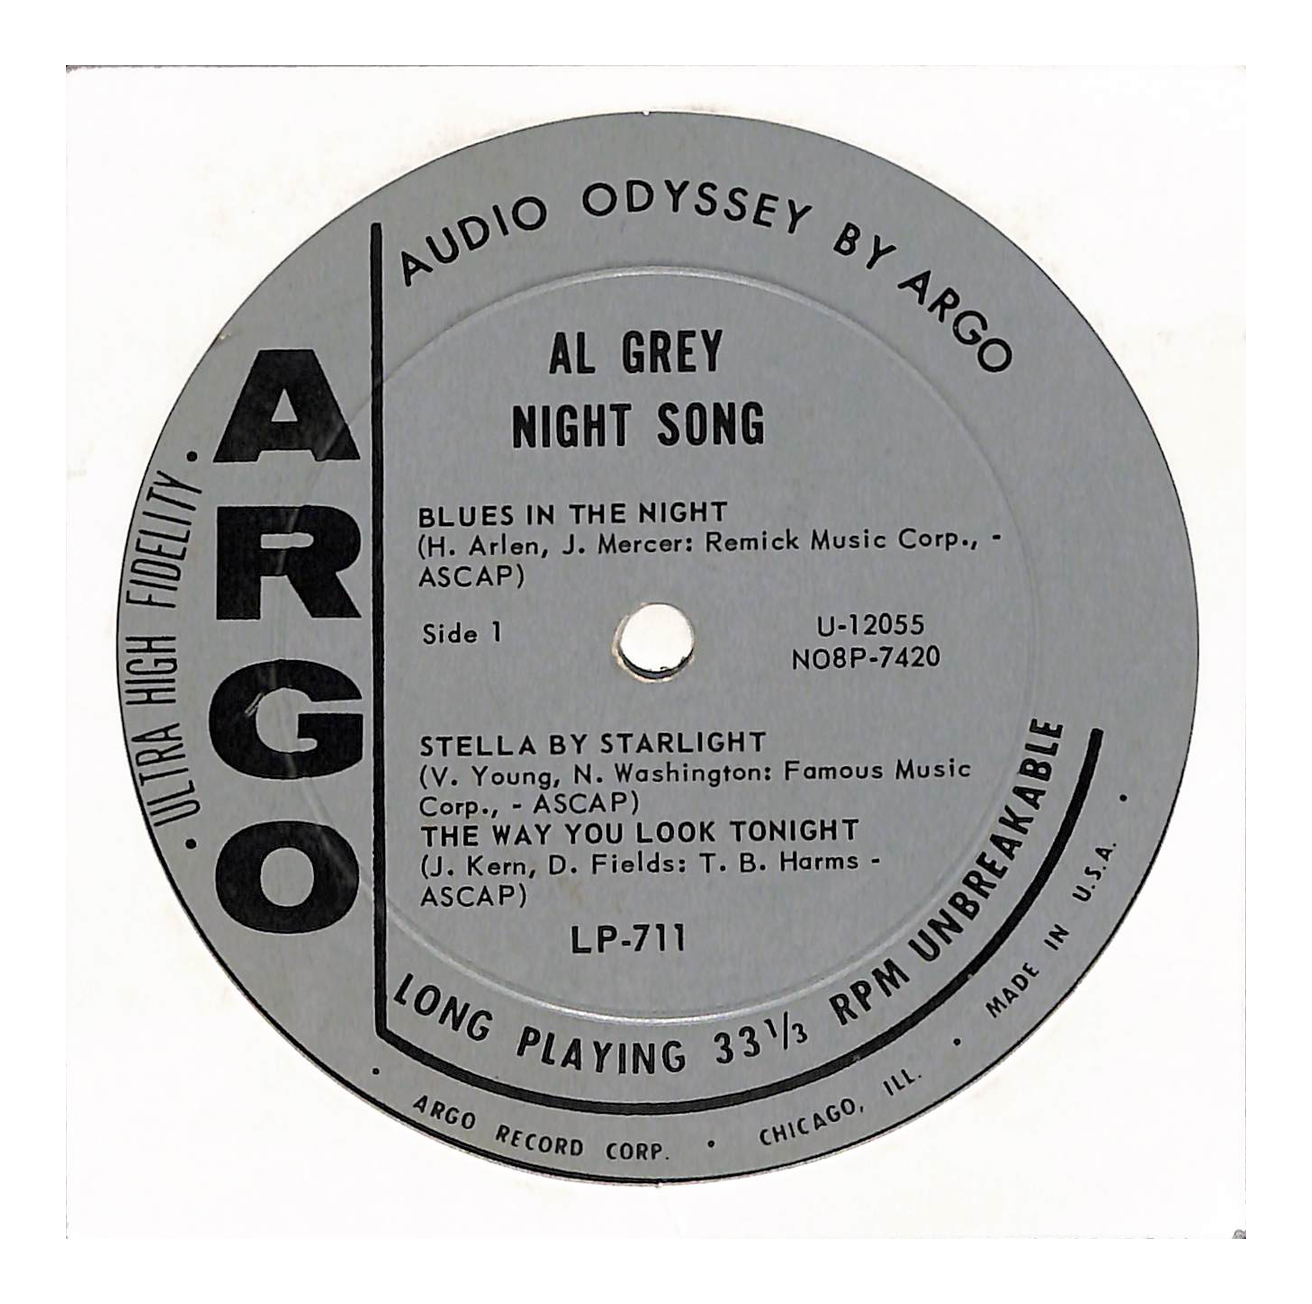 AUDIO ODYSSEY BY ARGO
ARGO
• ULTRA HIGH FIDELITY •
AL GREY
NIGHT SONG
BLUES IN THE NIGHT
(H. Arlen, J. Mercer: Remick Music Corp., -
ASCAP)
Side 1
U-12055
NO8P-7420
STELLA BY STARLIGHT
(V. Young, N. Washington: Famous Music
Corp., - ASCAP)
THE WAY YOU LOOK TONIGHT
(J. Kern, D. Fields: T. B. Harms -
ASCAP)
LP-711
LONG PLAYING 33 1/3 RPM UNBREAKABLE
• ARGO RECORD CORP. • CHICAGO, ILL. • MADE IN U.S.A. •